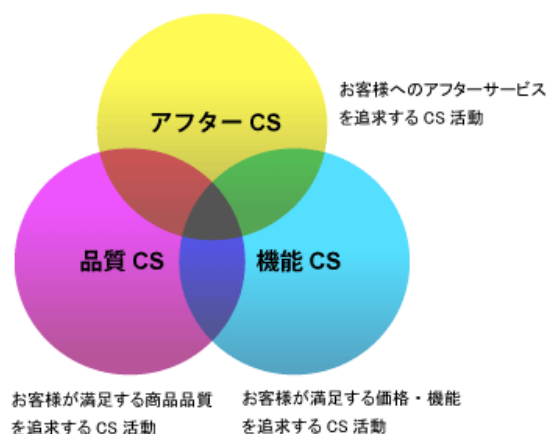 アフター CS
お客様へのアフターサービス
を追求する CS 活動
品質 CS
機能 CS
お客様が満足する商品品質
を追求する CS 活動
お客様が満足する価格・機能
を追求する CS 活動